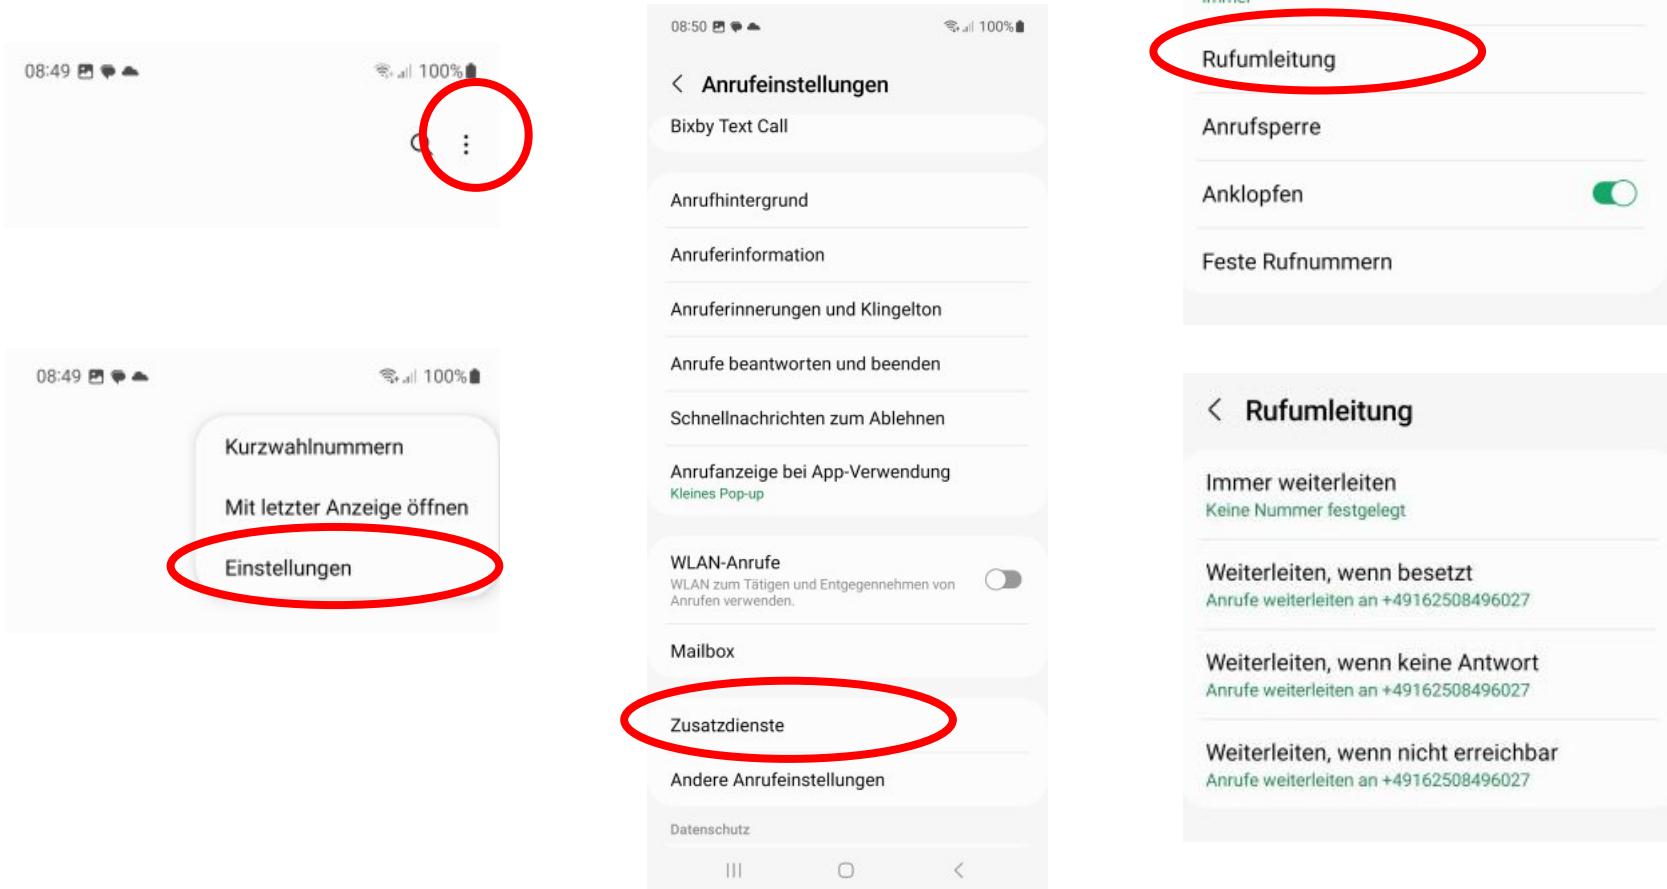 08:49
100%
08:49
100%
Kurzwahlnummern
Mit letzter Anzeige öffnen
Einstellungen
08:50
100%
Anrufeinstellungen
Bixby Text Call
Anrufhintergrund
Anruferinformation
Anruferinnerungen und Klingelton
Anrufe beantworten und beenden
Schnellnachrichten zum Ablehnen
Anrufanzeige bei App-Verwendung
Kleines Pop-up
WLAN-Anrufe
WLAN zum Tätigen und Entgegennehmen von
Anrufen verwenden.
Mailbox
Zusatzdienste
Andere Anrufeinstellungen
Datenschutz
Rufumleitung
Anrufsperre
Anklopfen
Feste Rufnummern
Rufumleitung
Immer weiterleiten
Keine Nummer festgelegt
Weiterleiten, wenn besetzt
Anrufe weiterleiten an +49162508496027
Weiterleiten, wenn keine Antwort
Anrufe weiterleiten an +49162508496027
Weiterleiten, wenn nicht erreichbar
Anrufe weiterleiten an +49162508496027